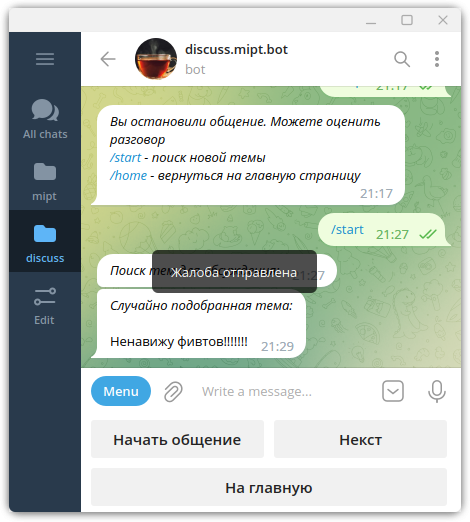 discuss.mipt.bot
bot
All chats
mipt
discuss
Edit
21:17
Вы остановили общение. Можете оценить
разговор
/start - поиск новой темы
/home - вернуться на главную страницу
21:17
/start 21:27
Поиск
21:27
Жалоба отправлена
Случайно подобранная тема:
Ненавижу фивтов!!!!!!!
21:29
Menu
Write a message...
Начать общение
Некст
На главную